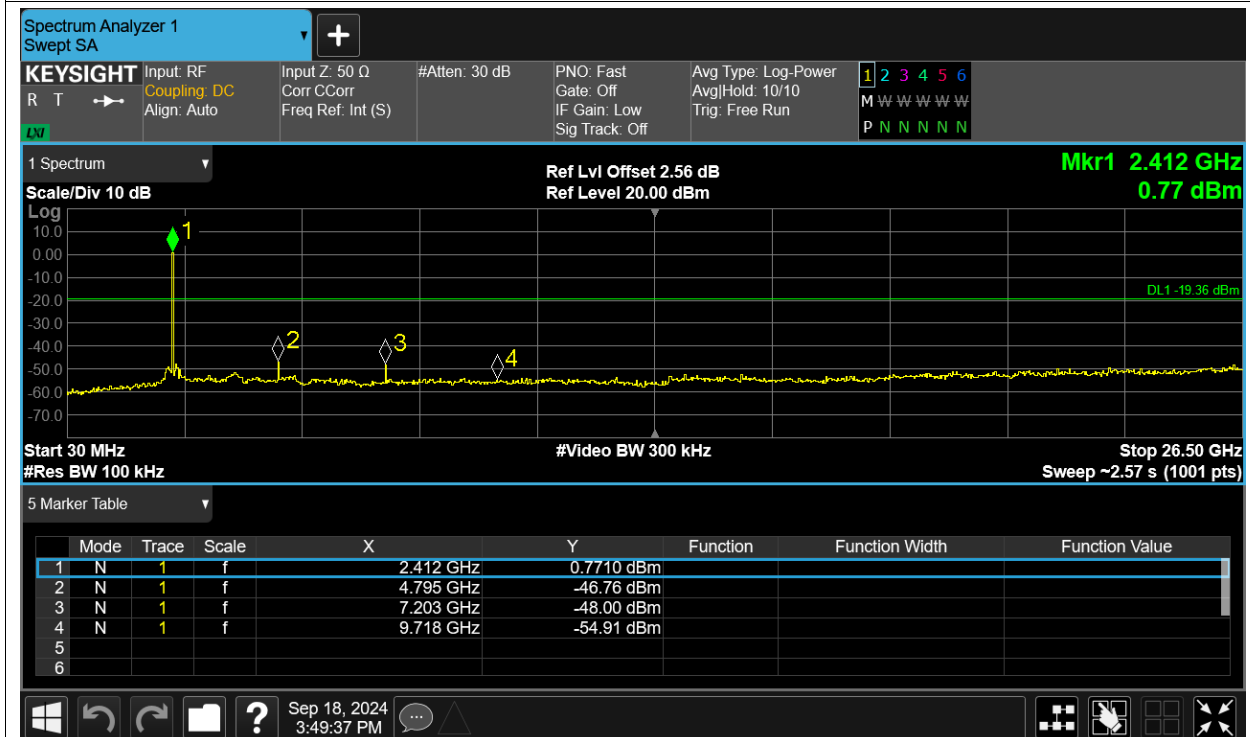 Spectrum Analyzer 1
Swept SA
+
KEYSIGHT Input: RF Input Z: 50 Ω #Atten: 30 dB PNO: Fast Avg Type: Log-Power 1 2 3 4 5 6
R T Coupling: DC Corr CCorr Gate: Off Avg|Hold: 10/10 M W W W W W W
Align: Auto Freq Ref: Int (S) IF Gain: Low Trig: Free Run
LXI Sig Track: Off P N N N N N N
1 Spectrum Ref Lvl Offset 2.56 dB Mkr1 2.412 GHz
Scale/Div 10 dB Ref Level 20.00 dBm 0.77 dBm
Log
10.0 1
0.00
-10.0
DL1 -19.36 dBm
-20.0
-30.0
-40.0 2 3
-50.0 4
-60.0
-70.0
Start 30 MHz #Video BW 300 kHz Stop 26.50 GHz
#Res BW 100 kHz Sweep ~2.57 s (1001 pts)
5 Marker Table
Mode Trace Scale X Y Function Function Width Function Value
1 N 1 f 2.412 GHz 0.7710 dBm
2 N 1 f 4.795 GHz -46.76 dBm
3 N 1 f 7.203 GHz -48.00 dBm
4 N 1 f 9.718 GHz -54.91 dBm
5
6
? Sep 18, 2024
3:49:37 PM